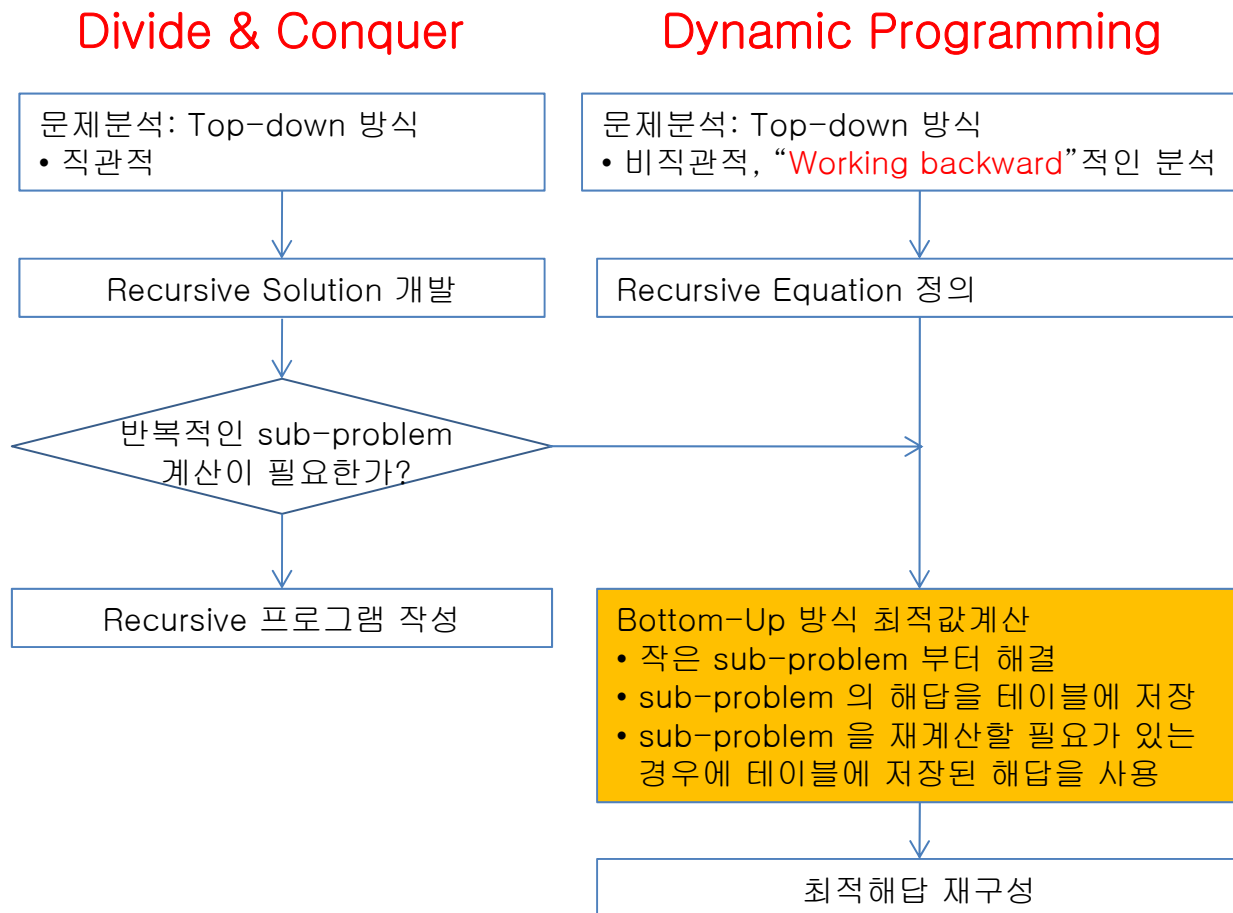 Divide & Conquer
Dynamic Programming
문제분석: Top-down 방식
• 직관적
문제분석: Top-down 방식
• 비직관적, “Working backward”적인 분석
Recursive Solution 개발
Recursive Equation 정의
반복적인 sub-problem
계산이 필요한가?
Recursive 프로그램 작성
Bottom-Up 방식 최적값계산
• 작은 sub-problem 부터 해결
• sub-problem 의 해답을 테이블에 저장
• sub-problem 을 재계산할 필요가 있는
경우에 테이블에 저장된 해답을 사용
최적해답 재구성